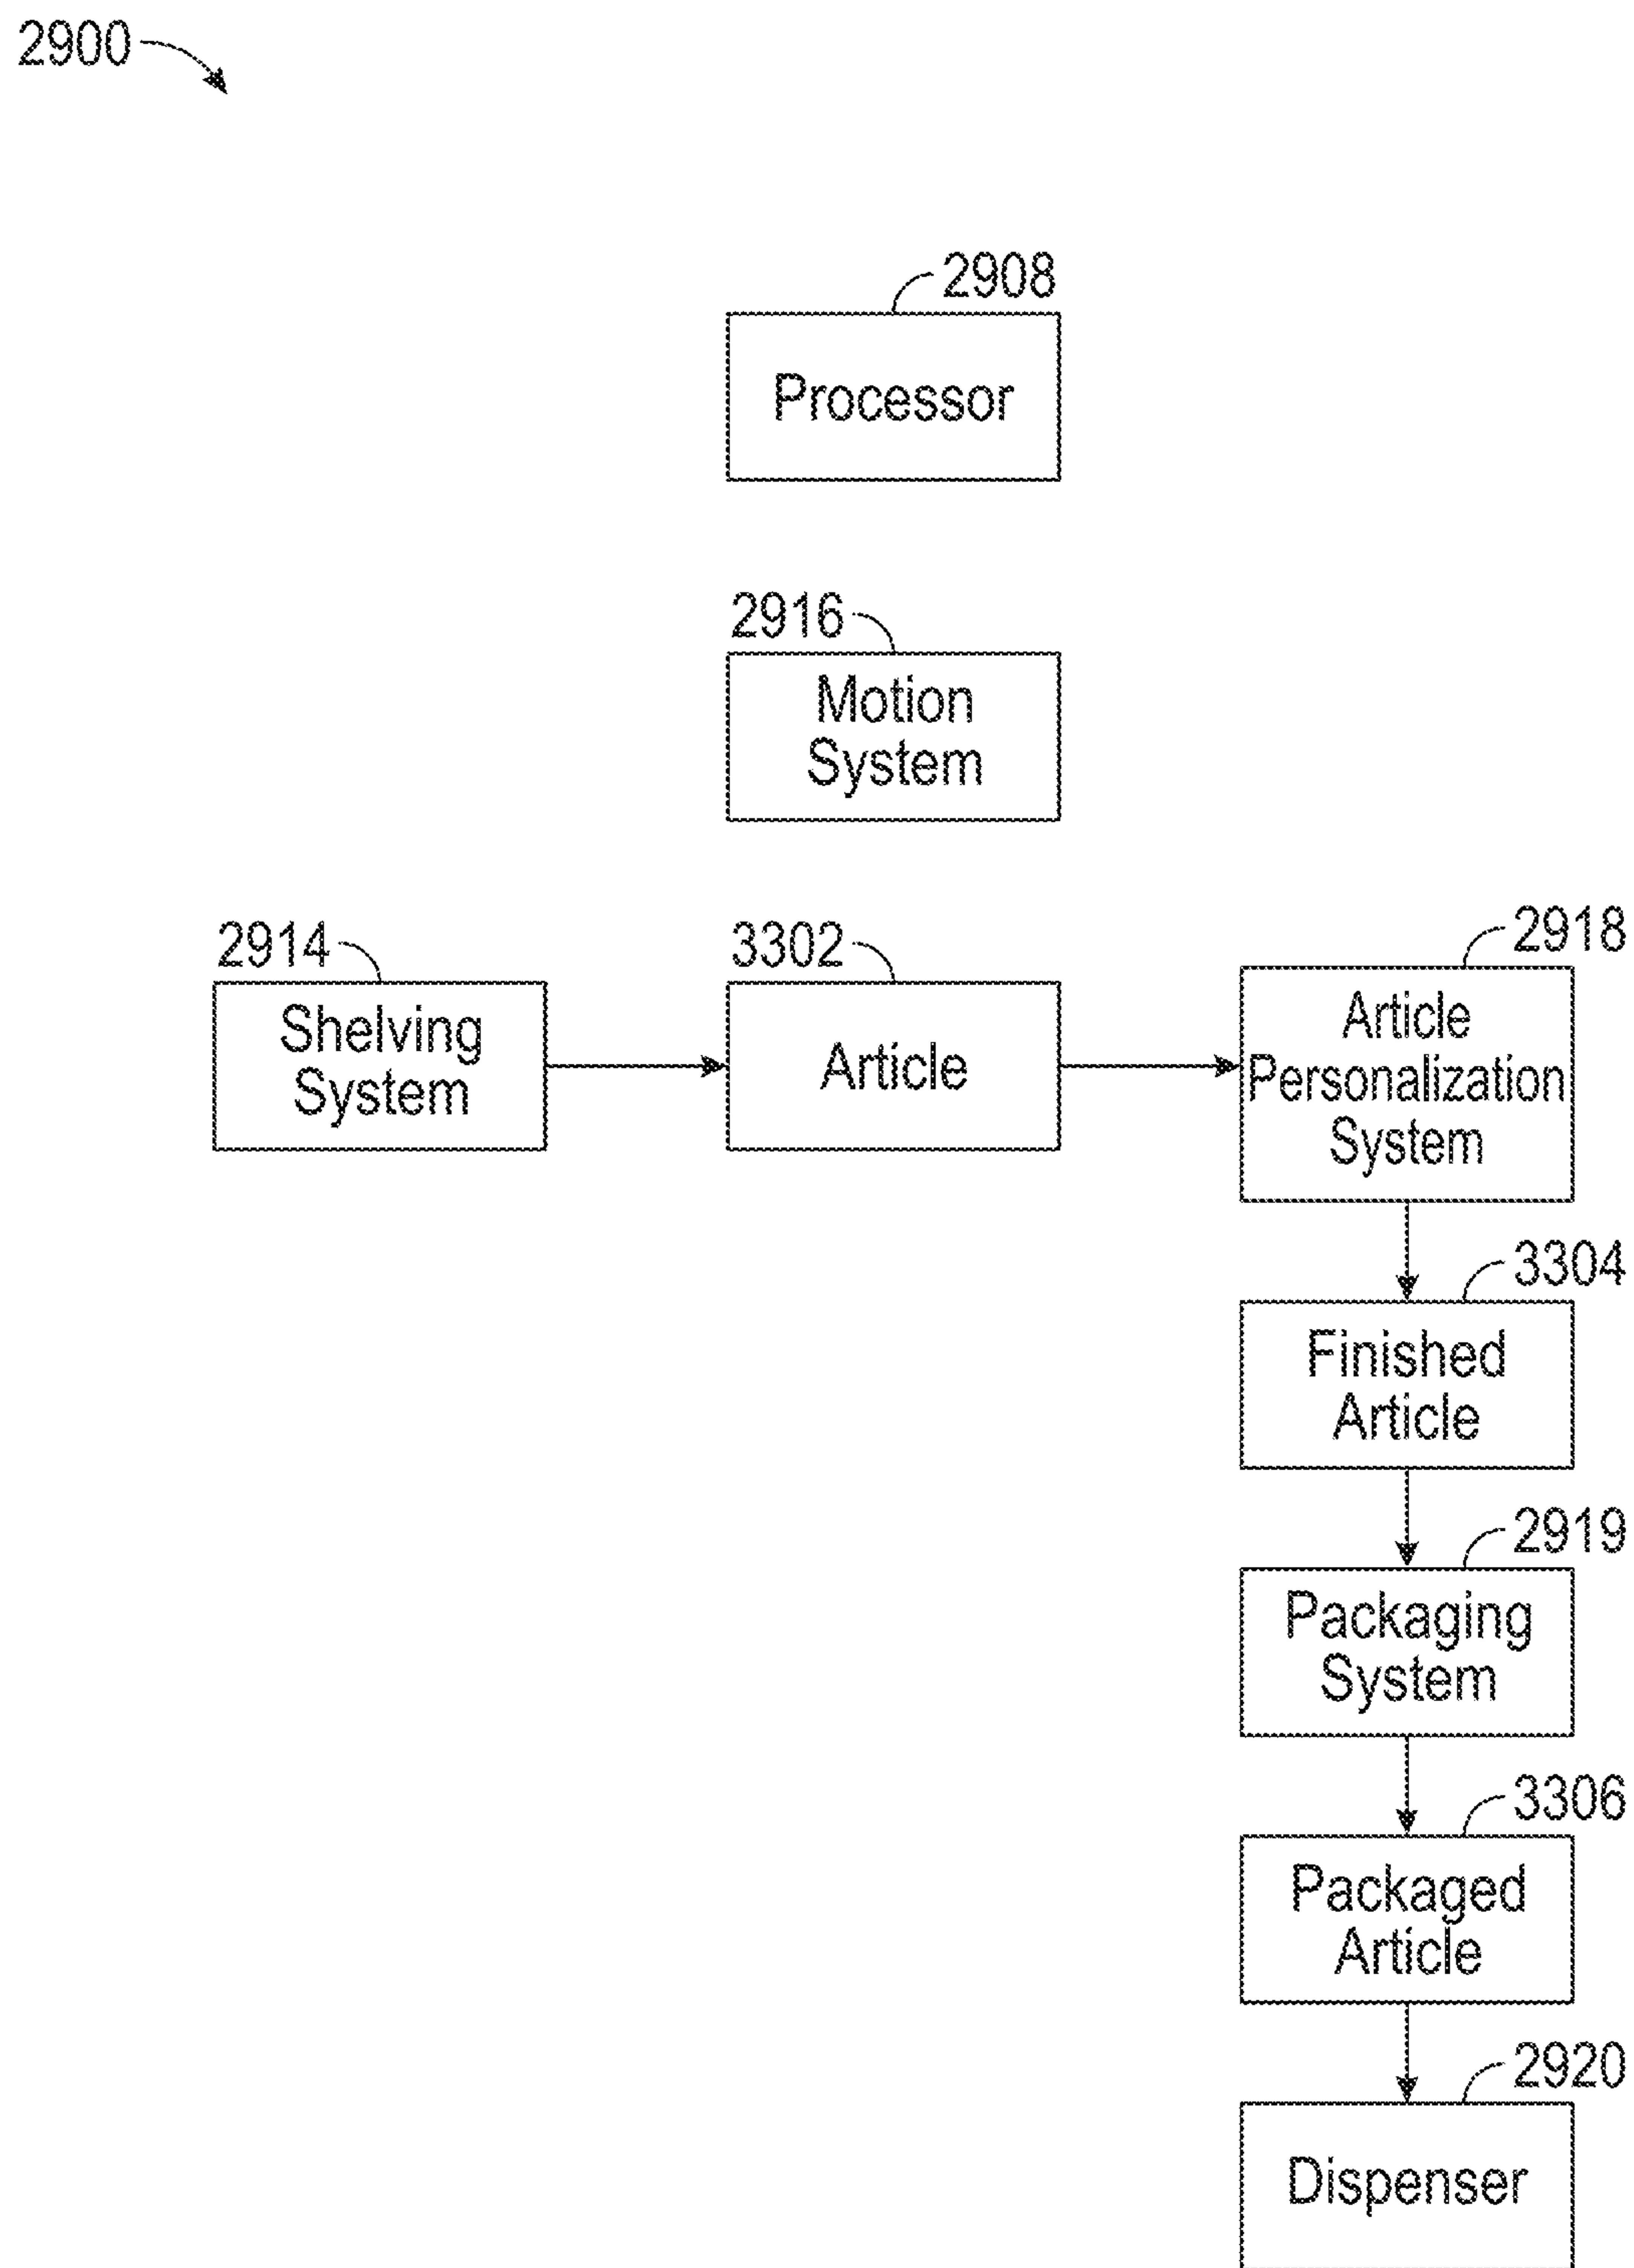 2900
2908
Processor
2916
Motion
System
2914
Shelving
System
3302
Article
2918
Article
Personalization
System
3304
Finished
Article
2919
Packaging
System
3306
Packaged
Article
2920
Dispenser